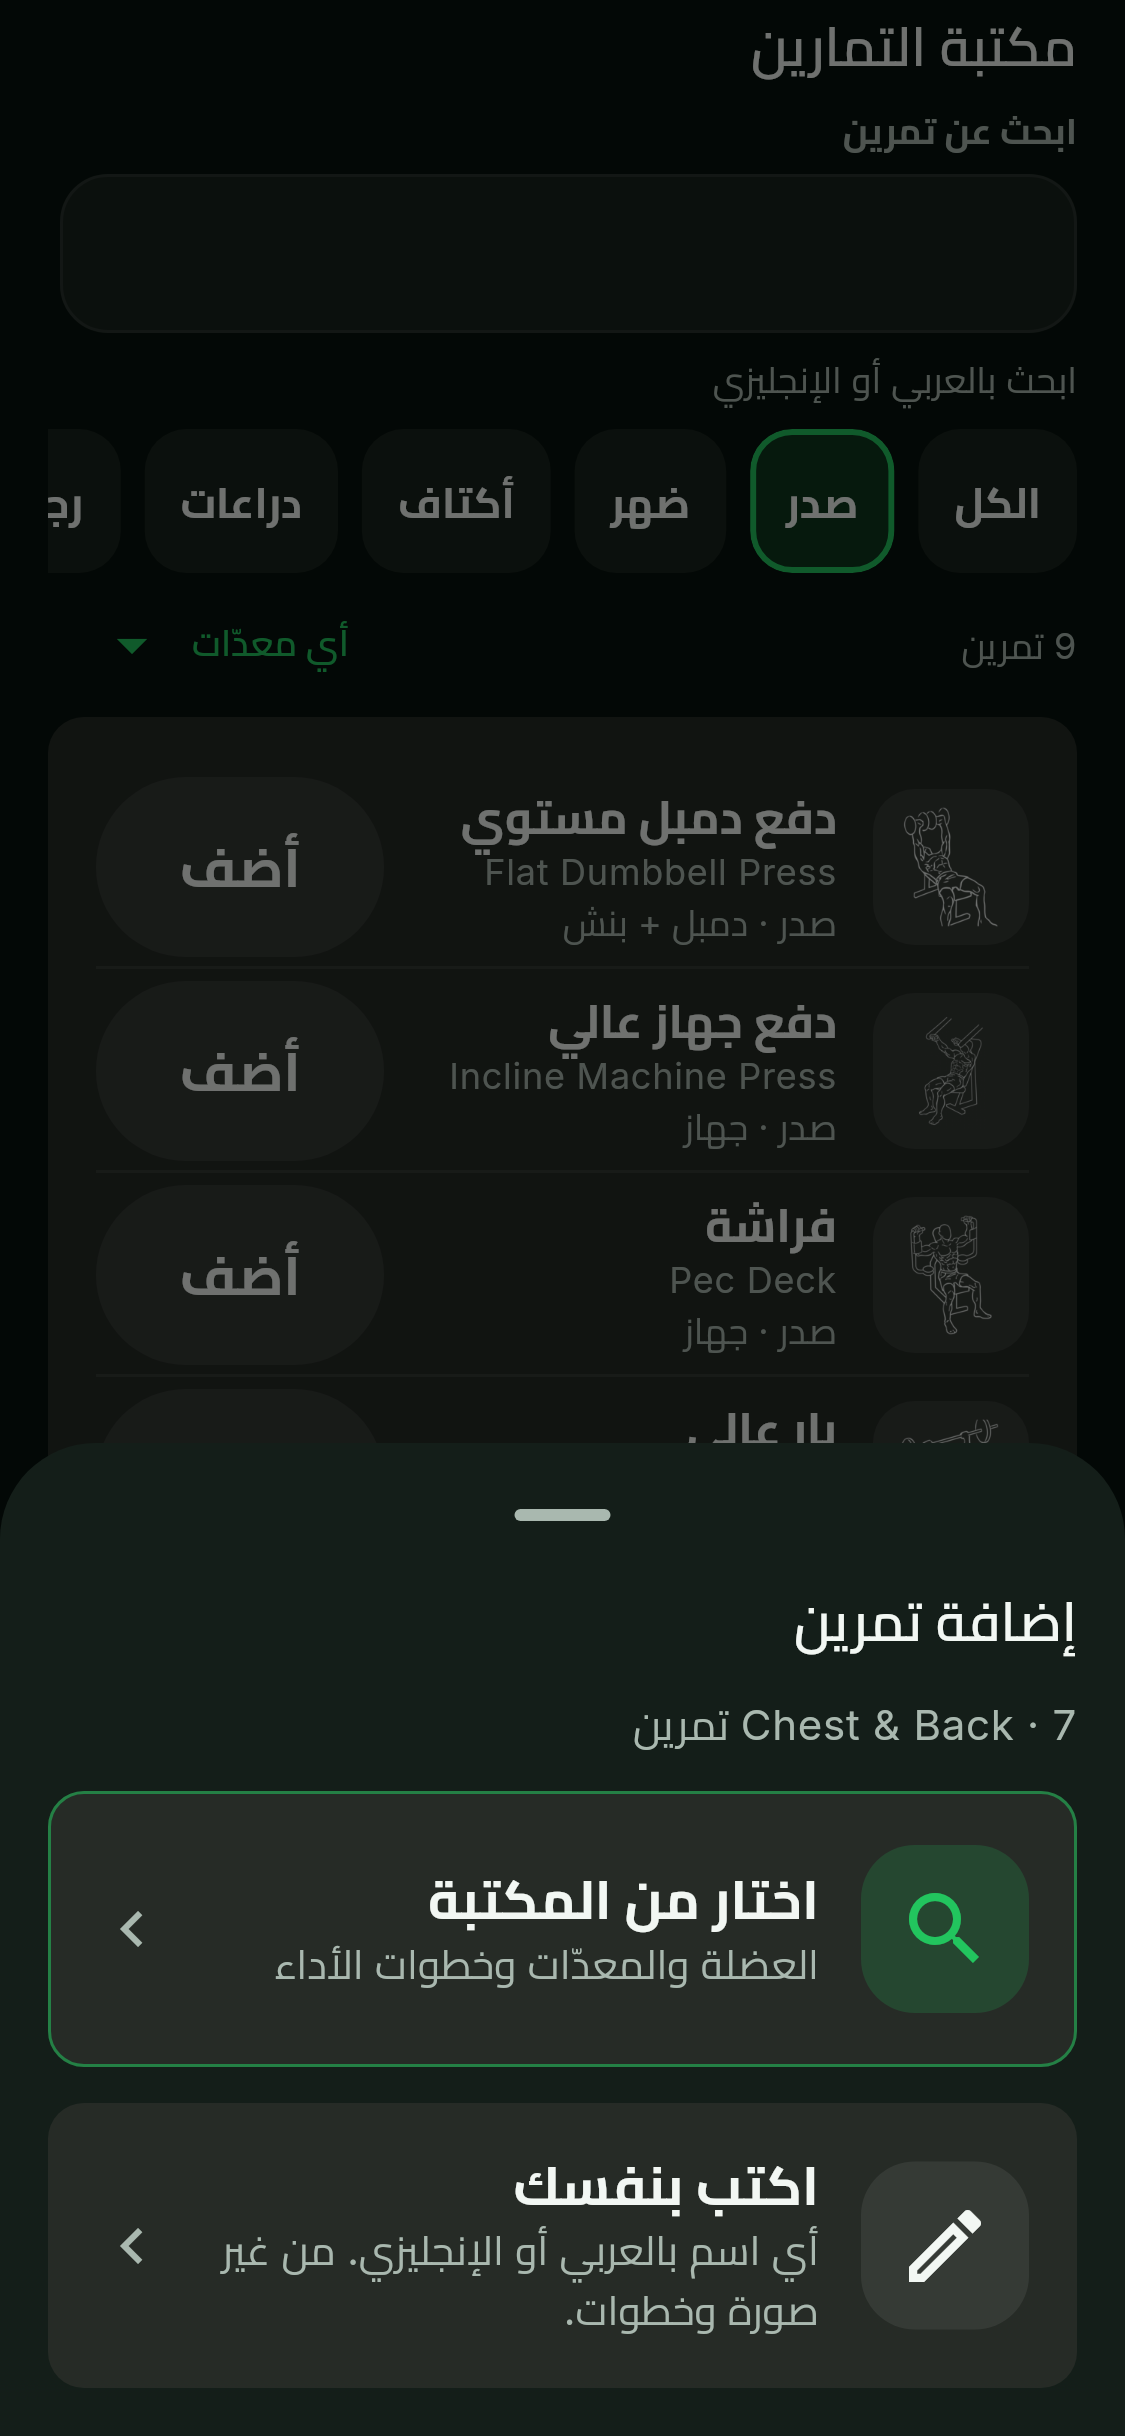 مكتبة التمارين
ابحث عن تمرين
ابحث بالعربي أو الإنجليزي
الكل
صدر
ضهر
أكتاف
دراعات
9 تمرين
أي معدّات
دفع دمبل مستوي
Flat Dumbbell Press
صدر · دمبل + بنش
أضف
دفع جهاز عالي
Incline Machine Press
صدر · جهاز
أضف
فراشة
Pec Deck
صدر · جهاز
أضف
بار عالي
إضافة تمرين
Chest & Back · 7 تمرين
اختار من المكتبة
العضلة والمعدّات وخطوات الأداء
اكتب بنفسك
أي اسم بالعربي أو الإنجليزي. من غير
صورة وخطوات.